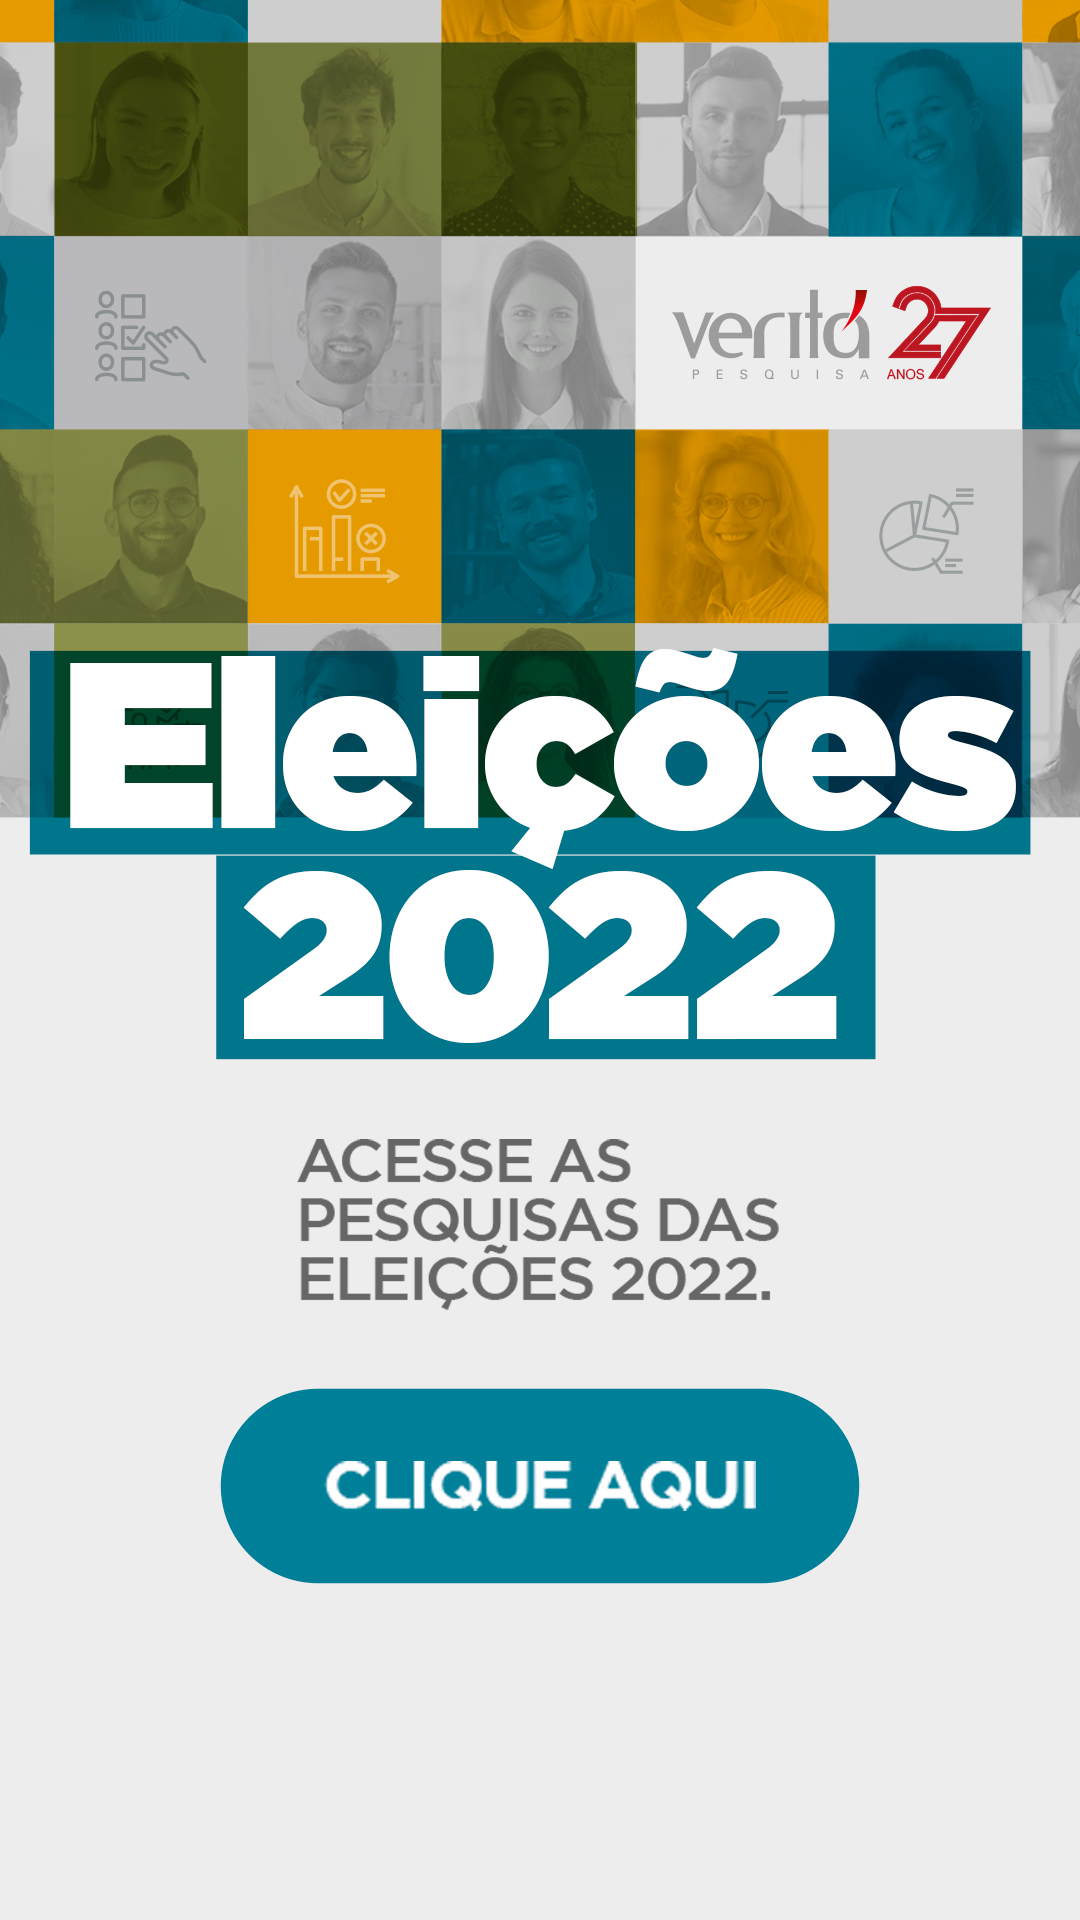 veritá 27
PESQUISA ANOS
Eleições
2022
ACESSE AS
PESQUISAS DAS
ELEIÇÕES 2022.
CLIQUE AQUI